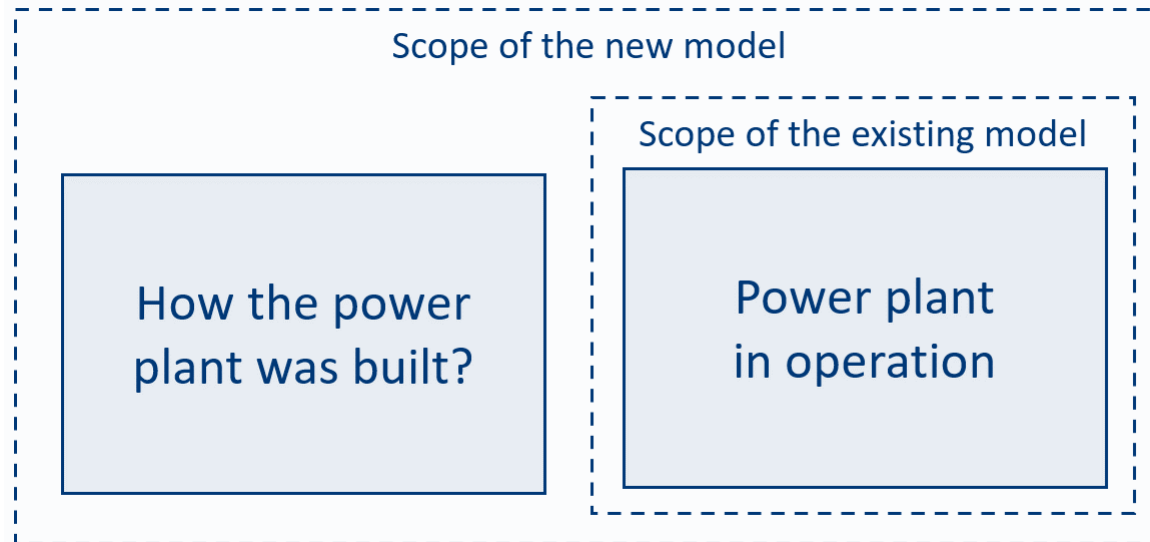 Scope of the new model
Scope of the existing model
How the power
plant was built?
Power plant
in operation